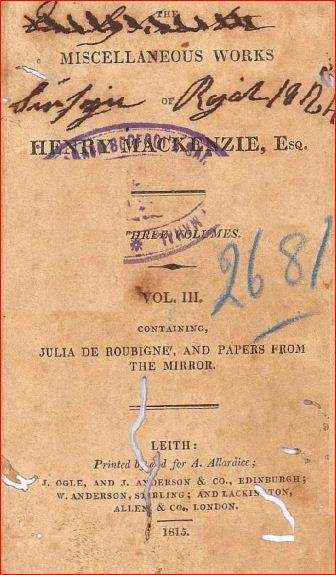 THE
MISCELLANEOUS WORKS
OF
HENRY MACKENZIE, Esq.
THREE VOLUMES.
2681
VOL. III.
CONTAINING,
JULIA DE ROUBIGNE', AND PAPERS FROM
THE MIRROR.
LEITH:
Printed by and for A. Allardice;
J. OGLE, AND J. ANDERSON & CO., EDINBURGH;
W. ANDERSON, STIRLING; AND LACKINGTON,
ALLEN & CO., LONDON.
1815.